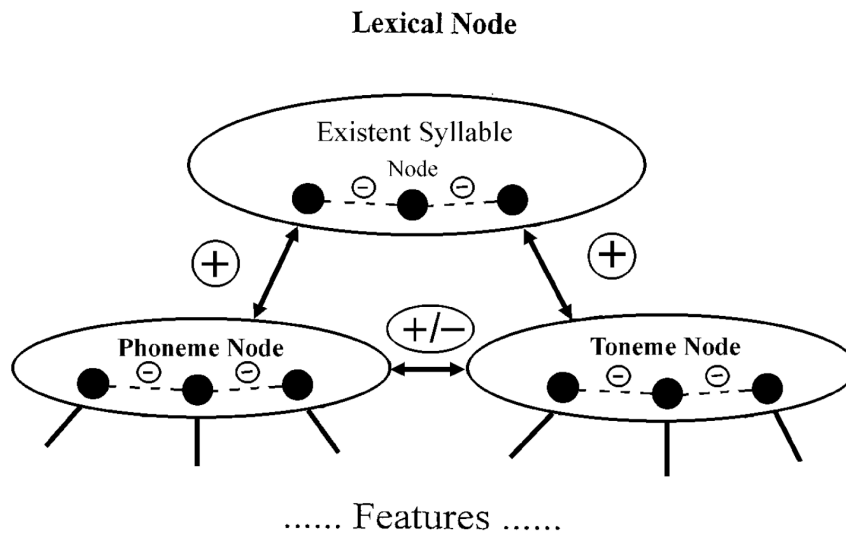 Lexical Node
Existent Syllable
Node
− −
+ +
+/−
Phoneme Node Toneme Node
− − − −
...... Features ......